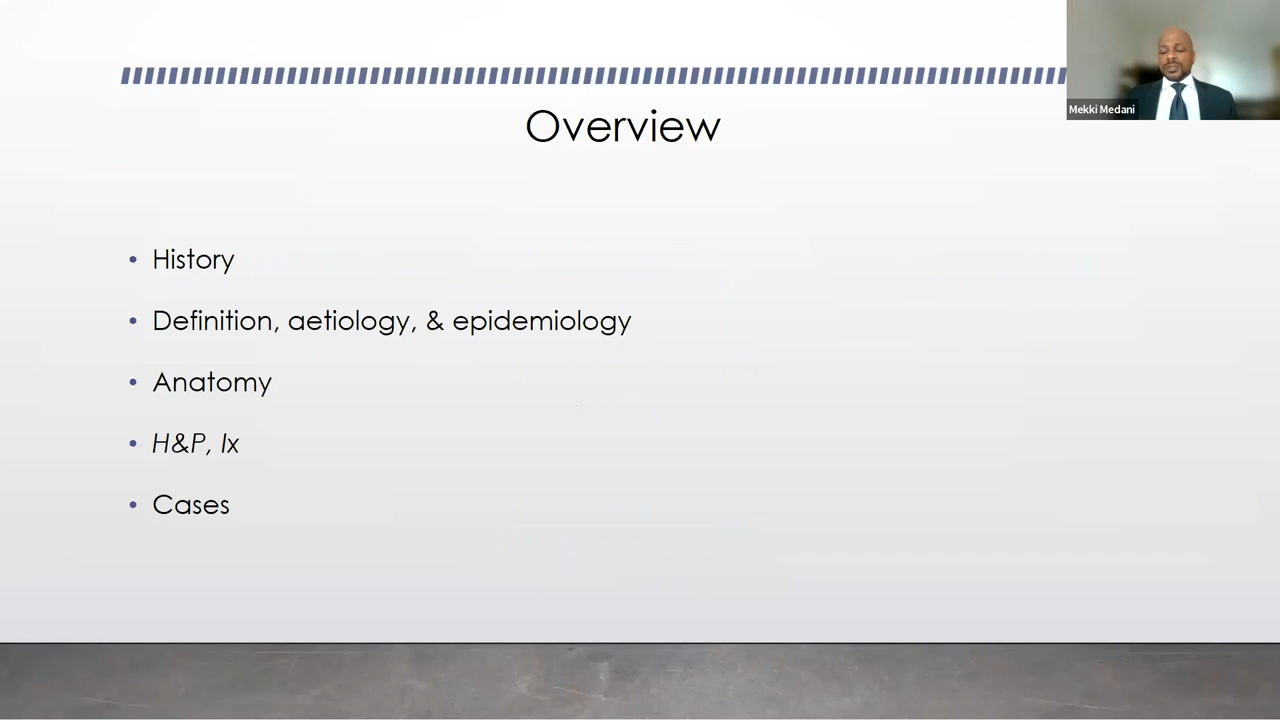 Mekki Medani
Overview
• History
• Definition, aetiology, & epidemiology
• Anatomy
• H&P, Ix
• Cases